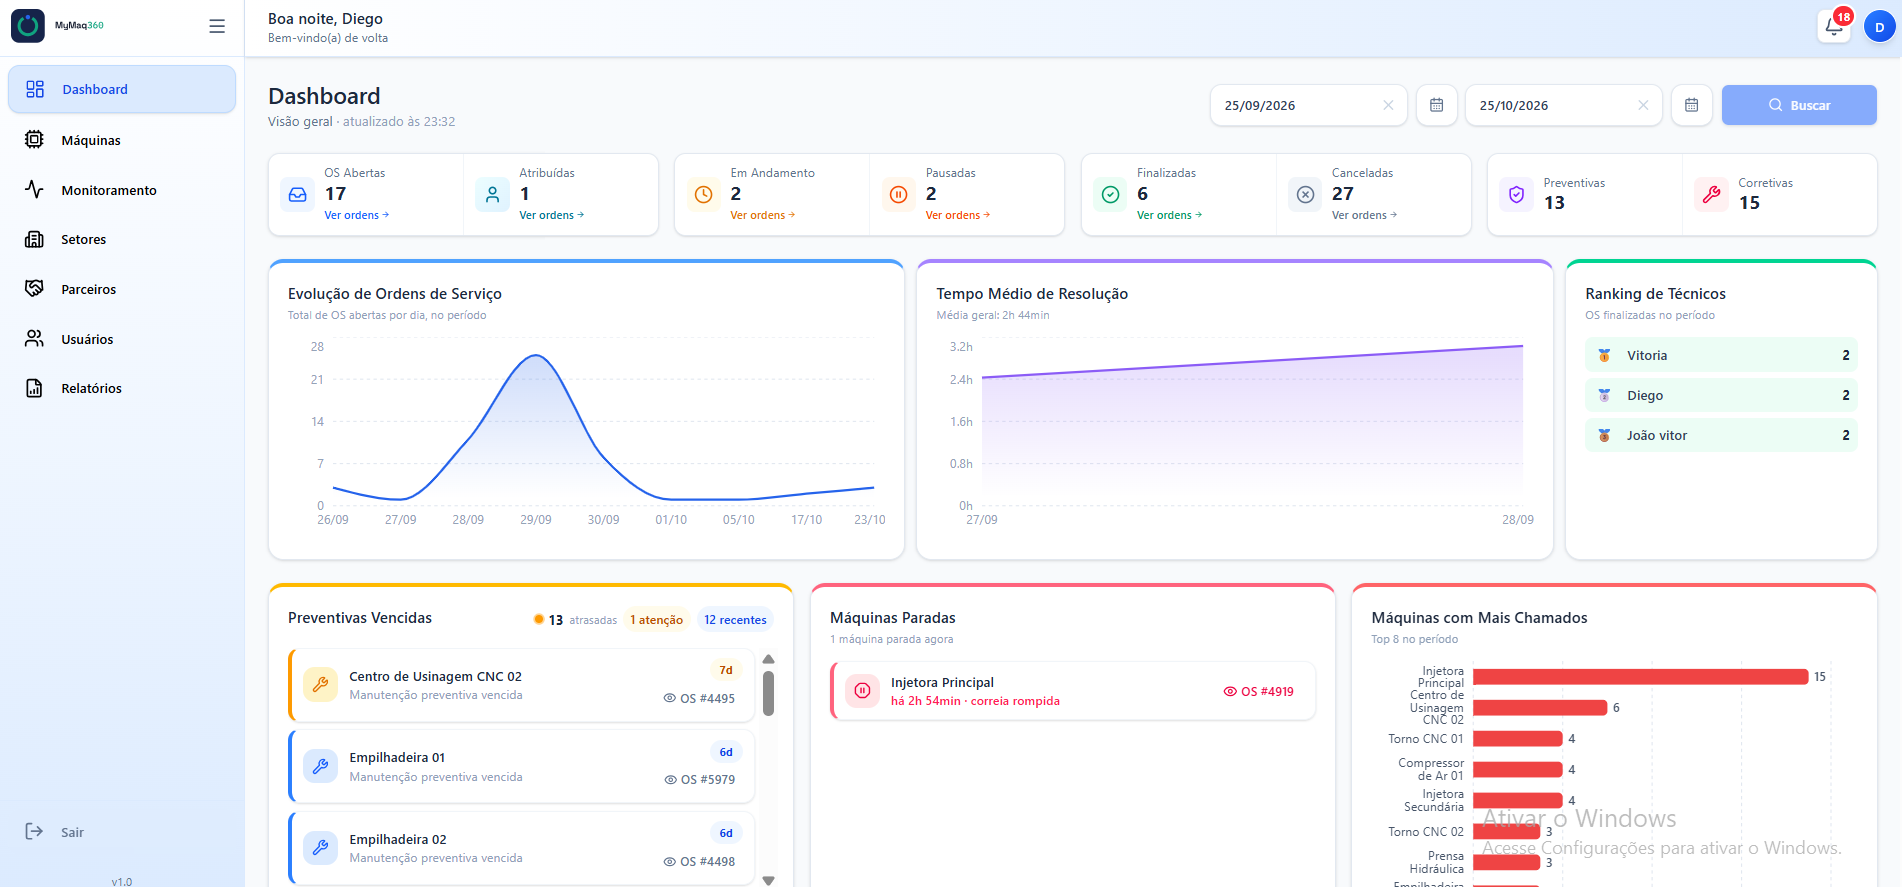 MyMaq360
Boa noite, Diego
Bem-vindo(a) de volta
18
D
Dashboard
Máquinas
Monitoramento
Setores
Parceiros
Usuários
Relatórios
Sair
v1.0
Dashboard
Visão geral · atualizado às 23:32
25/09/2026
25/10/2026
Buscar
OS Abertas
17
Ver ordens →
Atribuídas
1
Ver ordens →
Em Andamento
2
Ver ordens →
Pausadas
2
Ver ordens →
Finalizadas
6
Ver ordens →
Canceladas
27
Ver ordens →
Preventivas
13
Corretivas
15
Evolução de Ordens de Serviço
Total de OS abertas por dia, no período
28
21
14
7
0
26/09 27/09 28/09 29/09 30/09 01/10 05/10 17/10 23/10
Tempo Médio de Resolução
Média geral: 2h 44min
3.2h
2.4h
1.6h
0.8h
0h
27/09 28/09
Ranking de Técnicos
OS finalizadas no período
1 Vitoria 2
2 Diego 2
3 João vitor 2
Preventivas Vencidas 13 atrasadas 1 atenção 12 recentes
Centro de Usinagem CNC 02 7d
Manutenção preventiva vencida OS #4495
Empilhadeira 01 6d
Manutenção preventiva vencida OS #5979
Empilhadeira 02 6d
Manutenção preventiva vencida OS #4498
Máquinas Paradas
1 máquina parada agora
Injetora Principal
há 2h 54min · correia rompida
OS #4919
Máquinas com Mais Chamados
Top 8 no período
Injetora
Principal 15
Centro de
Usinagem
CNC 02 6
Torno CNC 01 4
Compressor
de Ar 01 4
Injetora
Secundária 4
Torno CNC 02 3
Prensa
Hidráulica 3
Empilhadeira
Ativar o Windows
Acesse Configurações para ativar o Windows.